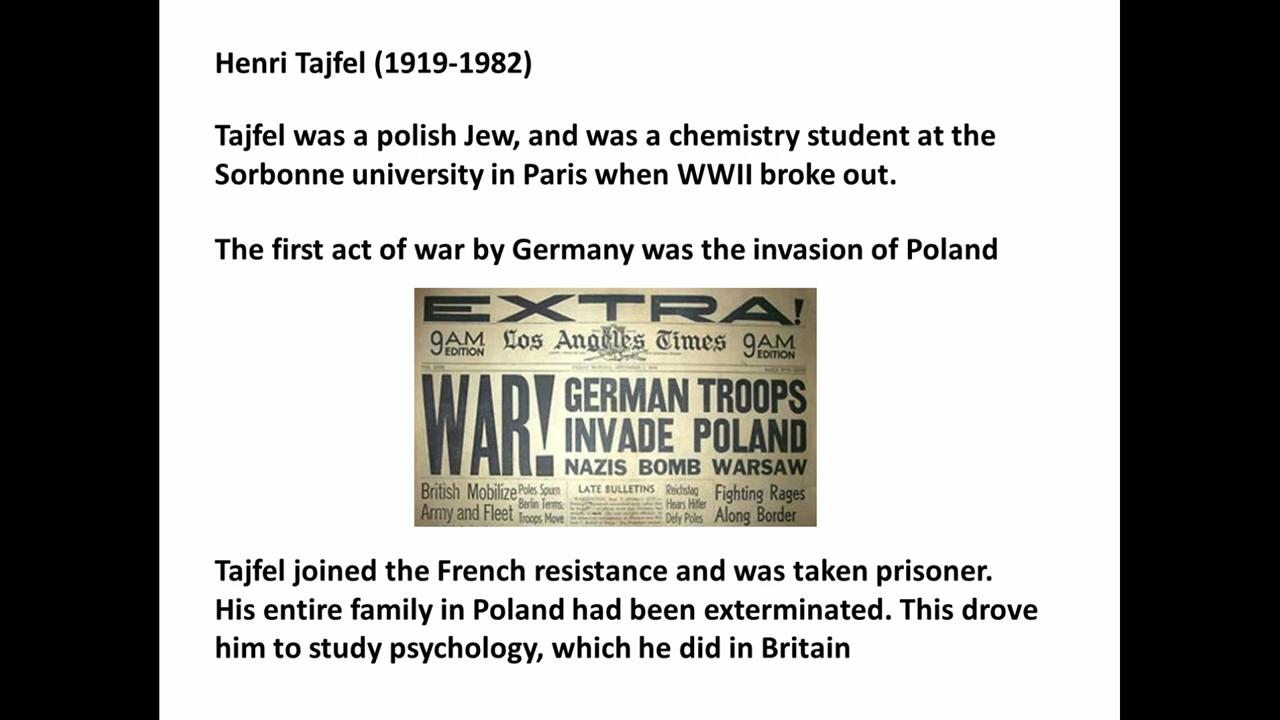 Henri Tajfel (1919-1982)
Tajfel was a polish Jew, and was a chemistry student at the
Sorbonne university in Paris when WWII broke out.
The first act of war by Germany was the invasion of Poland
EXTRA!
9 A.M. EDITION Los Angeles Times 9 A.M. EDITION
WAR! GERMAN TROOPS
INVADE POLAND
NAZIS BOMB WARSAW
British Mobilize
Army and Fleet
Poles Spurn
Berlin Terms:
Troops Move
LATE BULLETINS
Reichstag
Hears Hitler
Defy Poles
Fighting Rages
Along Border
Tajfel joined the French resistance and was taken prisoner.
His entire family in Poland had been exterminated. This drove
him to study psychology, which he did in Britain